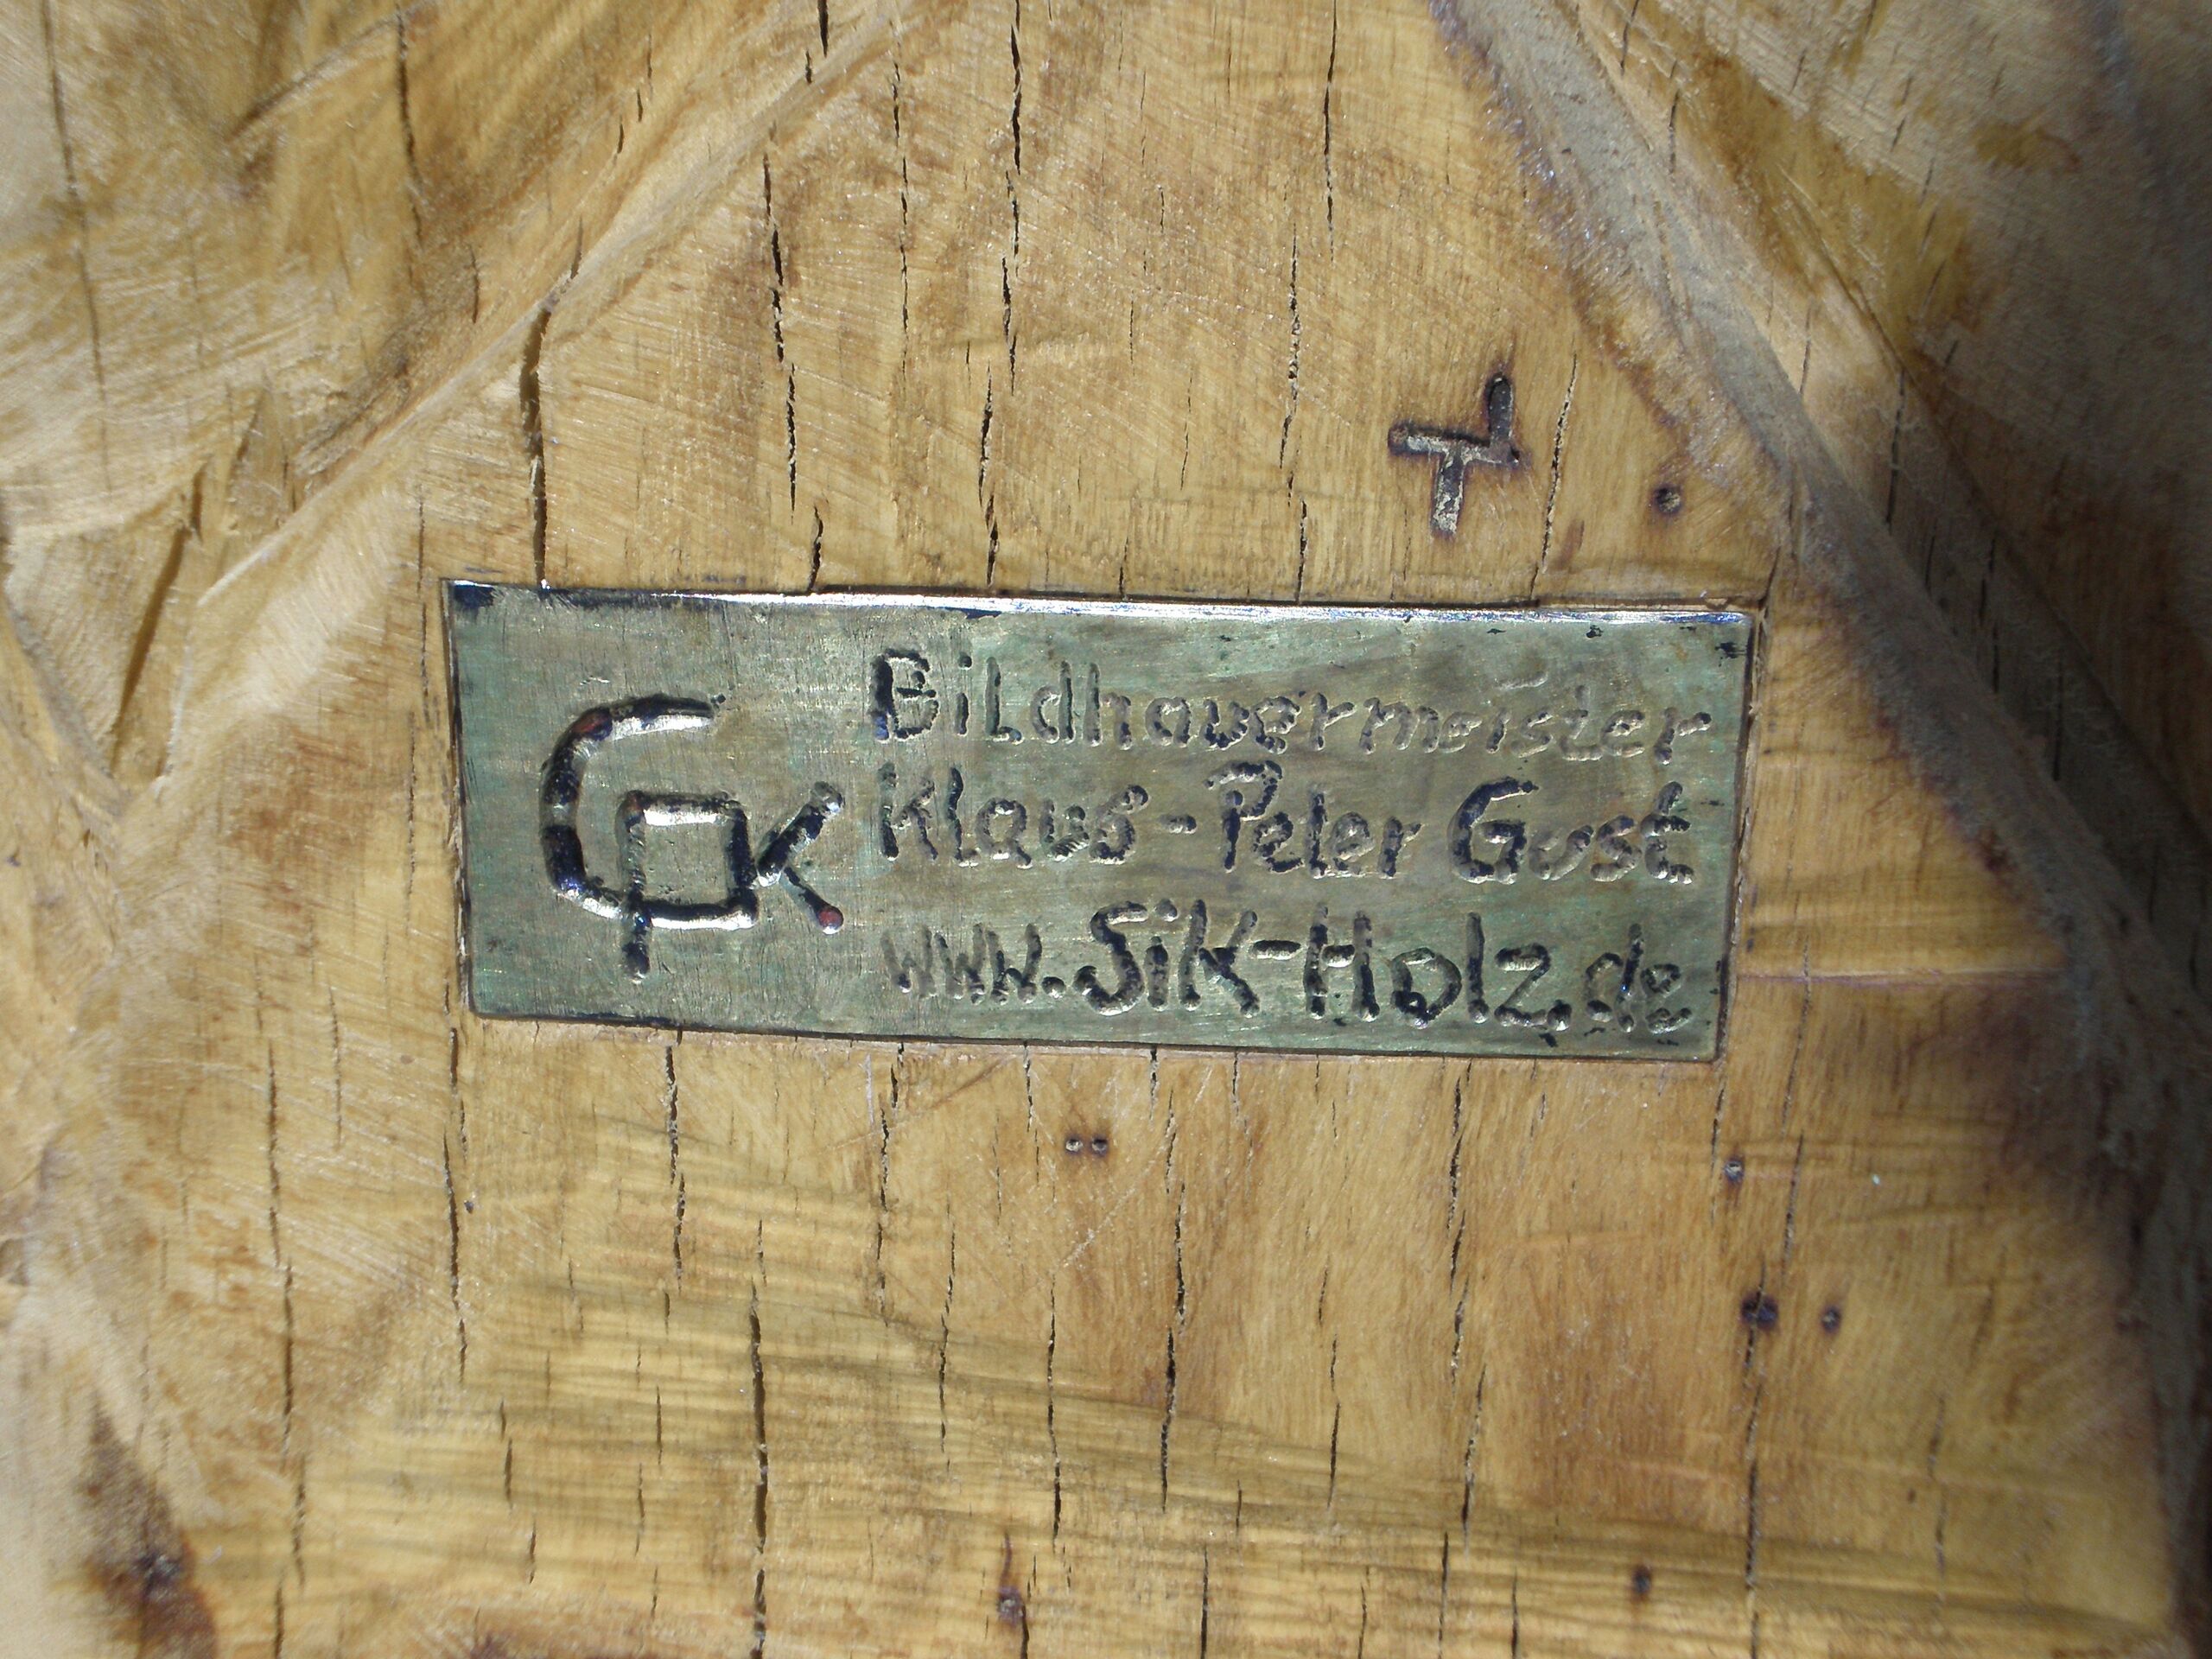 Bildhauermeister
Klaus-Peter Gust
www.SiK-Holz.de